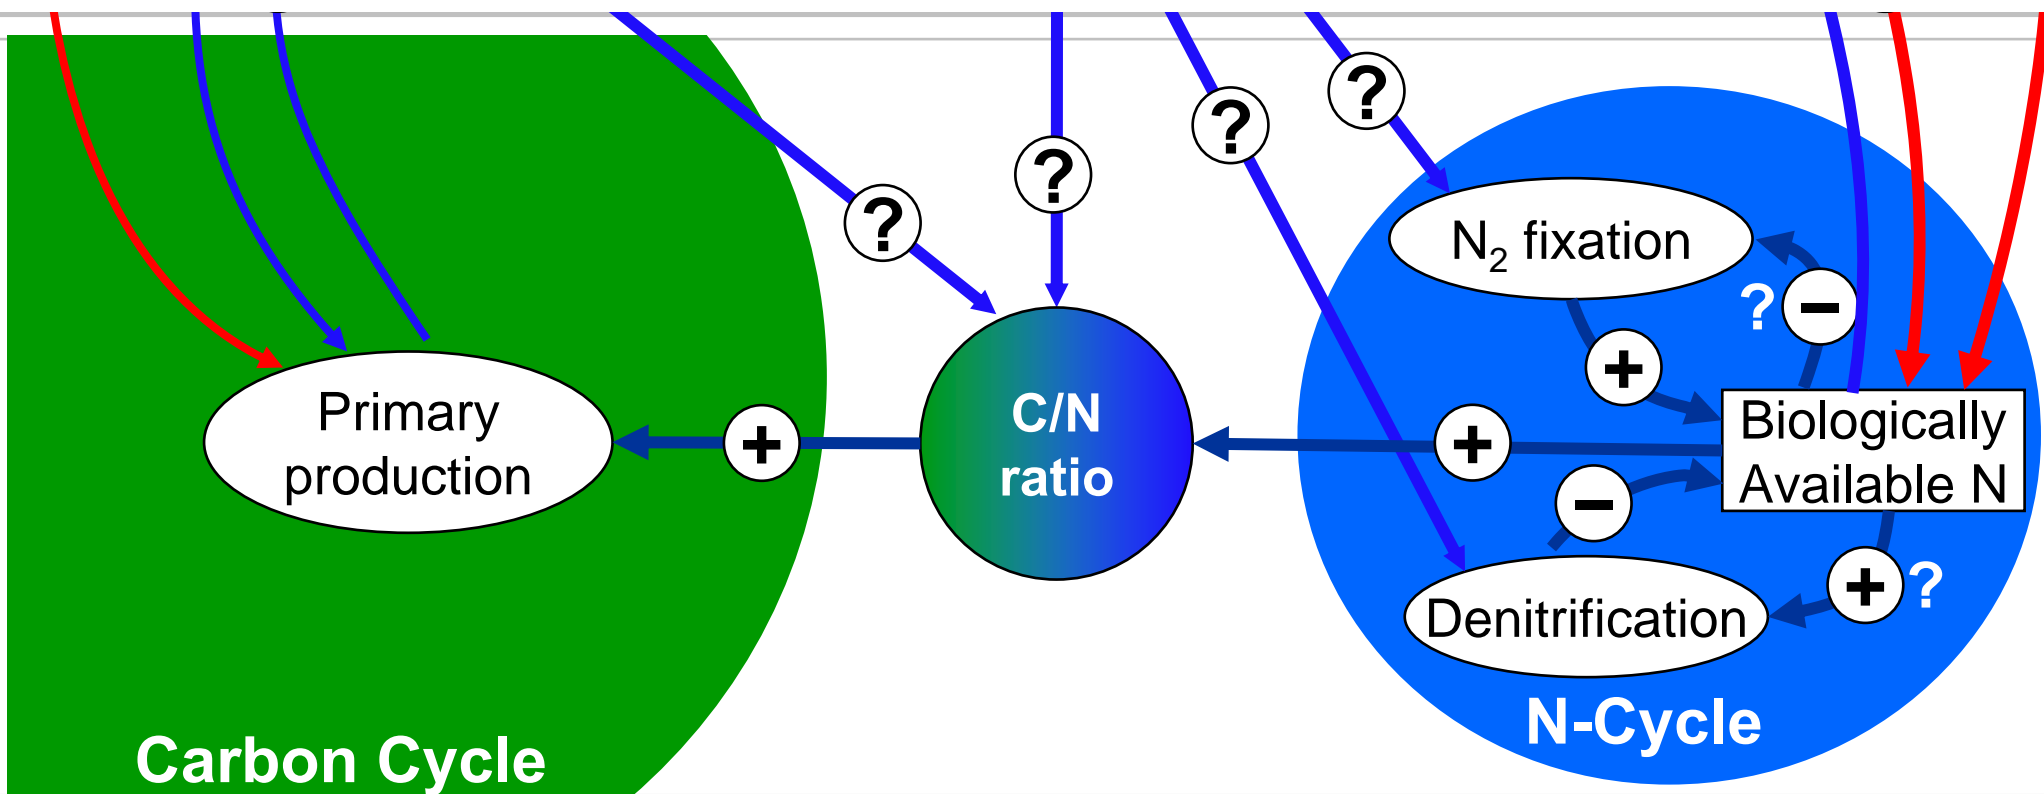 ?
?
?
?
N₂ fixation
?
−
+
Primary
production
+
C/N
ratio
+
Biologically
Available N
−
+
?
Denitrification
N-Cycle
Carbon Cycle